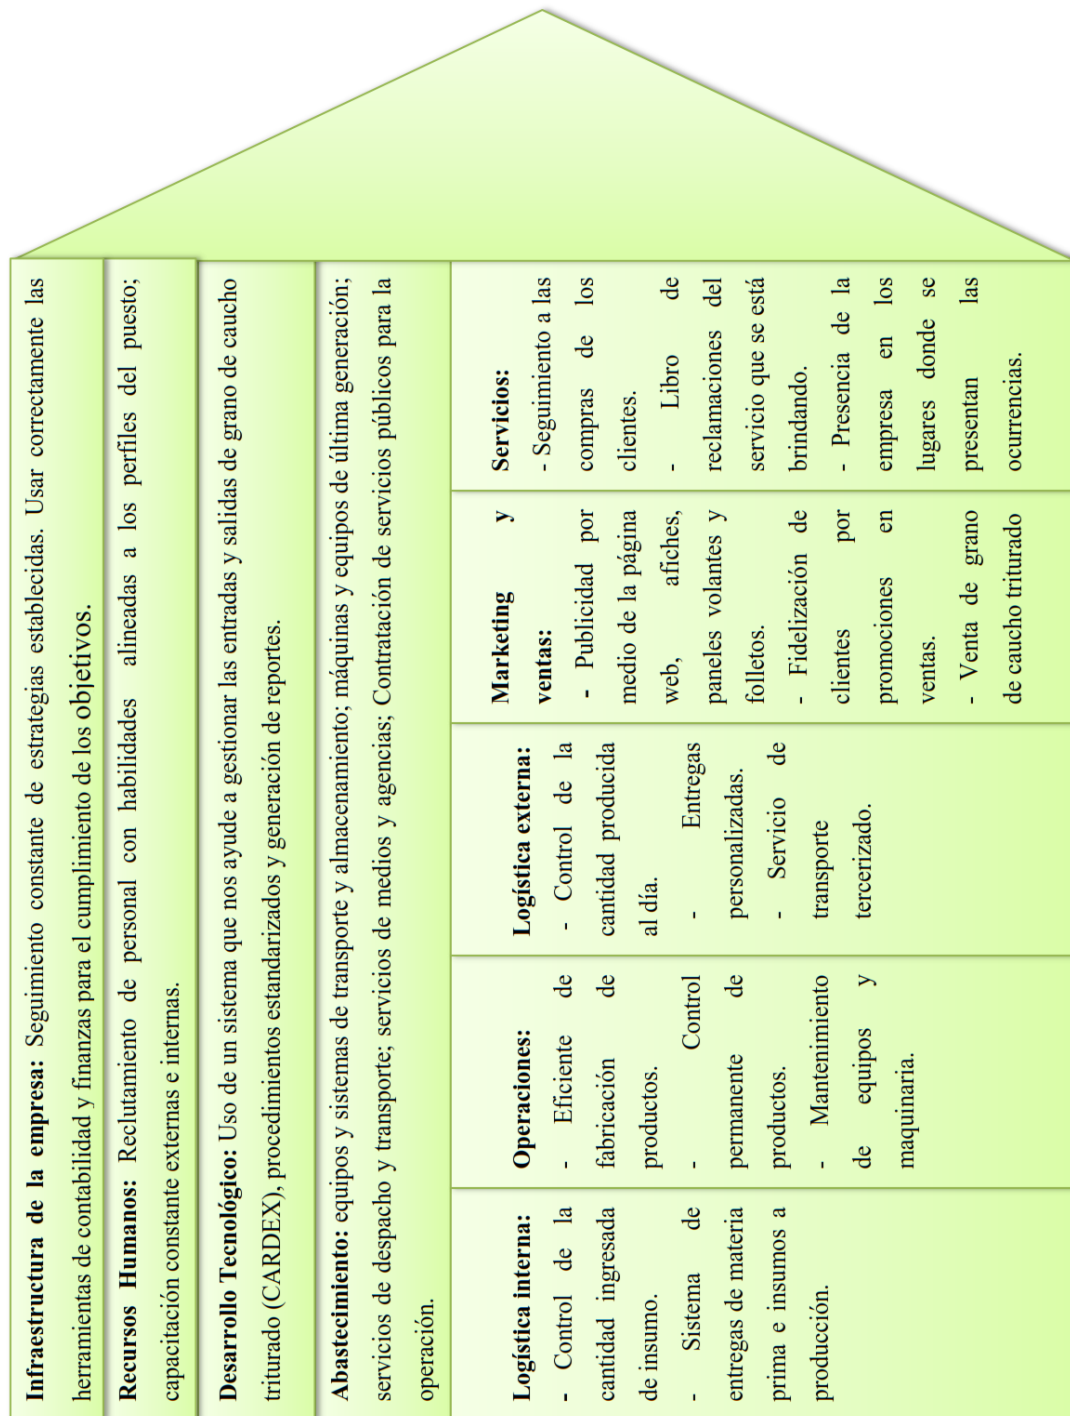 Infraestructura de la empresa: Seguimiento constante de estrategias establecidas. Usar correctamente las
herramientas de contabilidad y finanzas para el cumplimiento de los objetivos.
Recursos Humanos: Reclutamiento de personal con habilidades alineadas a los perfiles del puesto;
capacitación constante externas e internas.
Desarrollo Tecnológico: Uso de un sistema que nos ayude a gestionar las entradas y salidas de grano de caucho
triturado (CARDEX), procedimientos estandarizados y generación de reportes.
Abastecimiento: equipos y sistemas de transporte y almacenamiento; máquinas y equipos de última generación;
servicios de despacho y transporte; servicios de medios y agencias; Contratación de servicios públicos para la
operación.
Logística interna:
- Control de la
cantidad ingresada
de insumo.
- Sistema de
entregas de materia
prima e insumos a
producción.
Operaciones:
- Eficiente de
fabricación de
productos.
- Control
permanente de
productos.
- Mantenimiento
de equipos y
maquinaria.
Logística externa:
- Control de la
cantidad producida
al día.
- Entregas
personalizadas.
- Servicio de
transporte
tercerizado.
Marketing y
ventas:
- Publicidad por
medio de la página
web, afiches,
paneles volantes y
folletos.
- Fidelización de
clientes por
promociones en
ventas.
- Venta de grano
de caucho triturado
Servicios:
- Seguimiento a las
compras de los
clientes.
- Libro de
reclamaciones del
servicio que se está
brindando.
- Presencia de la
empresa en los
lugares donde se
presentan las
ocurrencias.